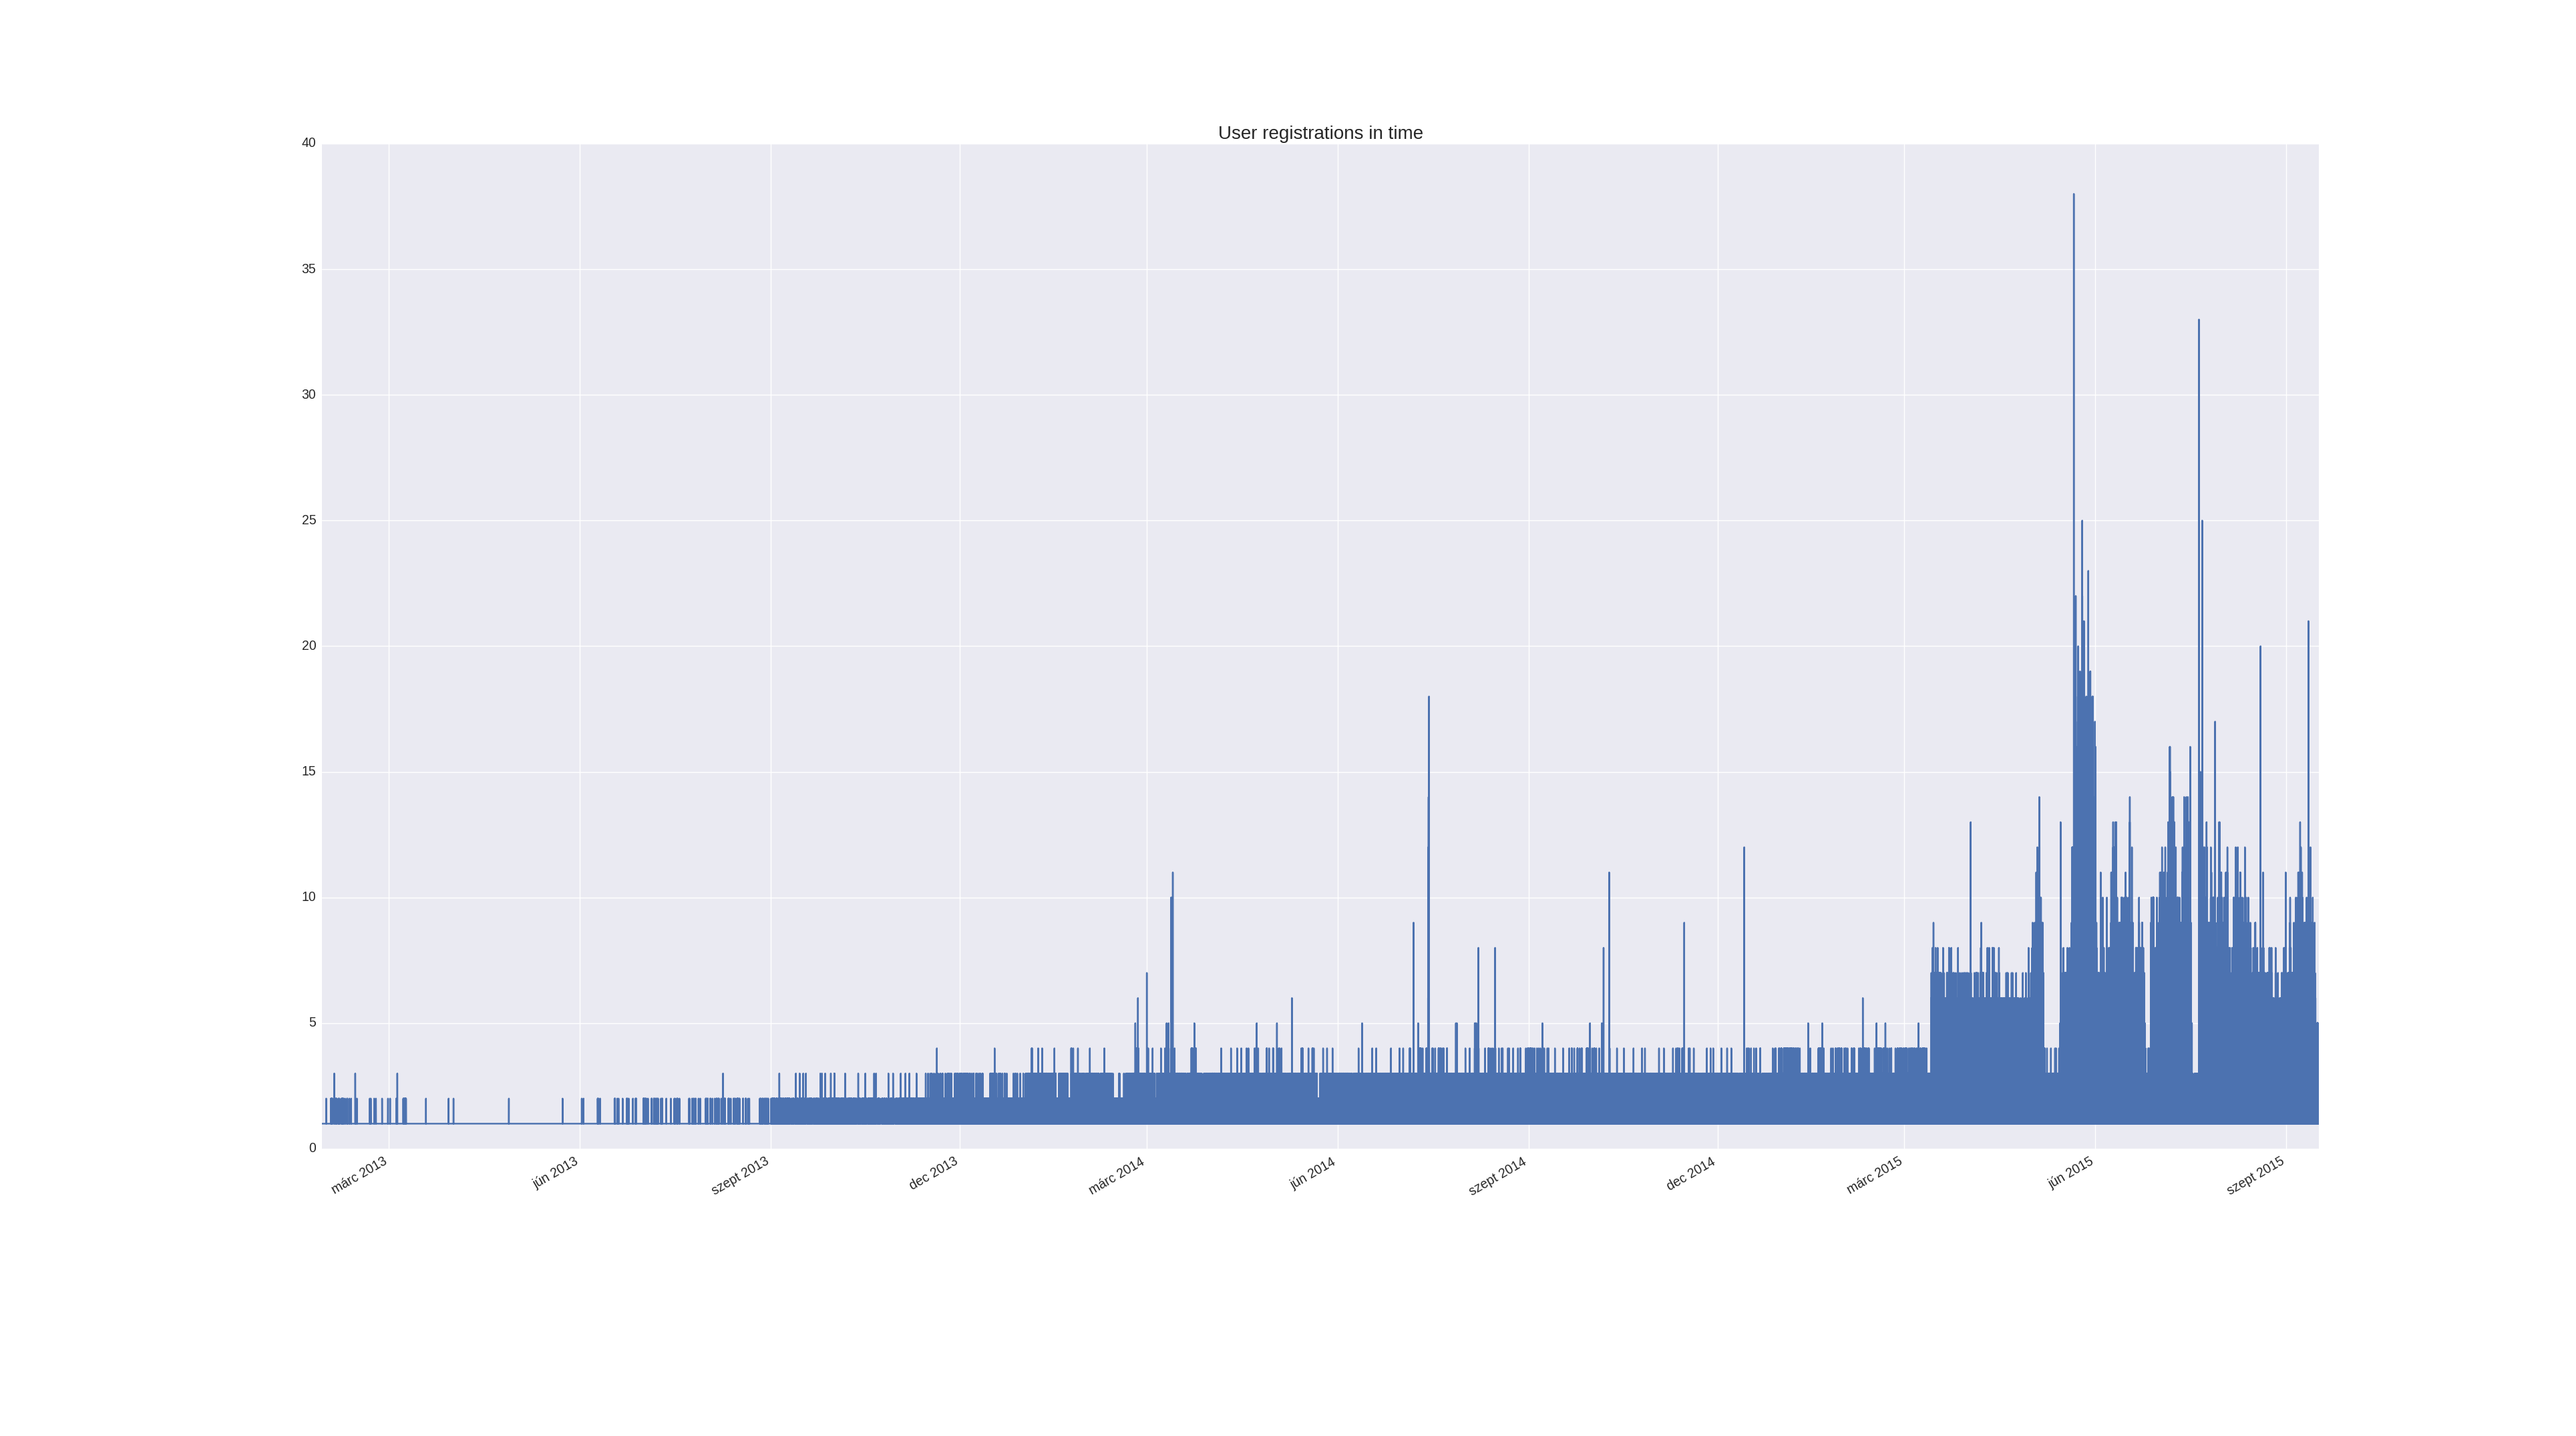 User registrations in time
40
35
30
25
20
15
10
5
0
márc 2013
jún 2013
szept 2013
dec 2013
márc 2014
jún 2014
szept 2014
dec 2014
márc 2015
jún 2015
szept 2015